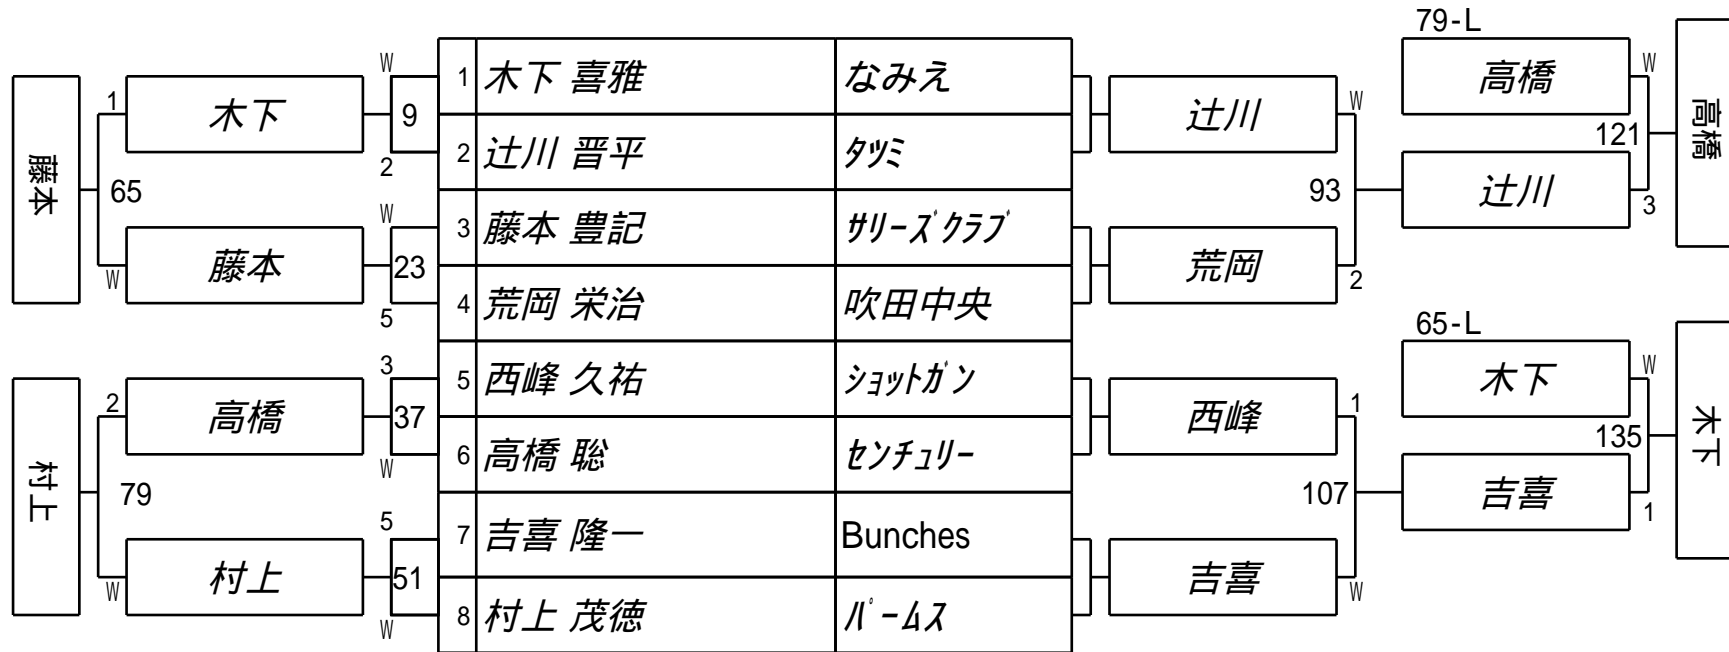 79-L
W
W
1 木下 喜雅 なみえ
高橋
W
1
木下
9
辻川
W
高橋
2
2 辻川 晋平 タツミ
121
藤本
65
93
辻川
3
W
3 藤本 豊記 サリーズクラブ
藤本
23
荒岡
W
2
5
4 荒岡 栄治 吹田中央
65-L
3
5 西峰 久祐 ショットガン
木下
W
2
高橋
37
西峰
1
木下
W
6 高橋 聡 センチュリー
135
村上
79
107
吉喜
1
5
7 吉喜 隆一 Bunches
村上
51
吉喜
W
W
W
8 村上 茂徳 パームス